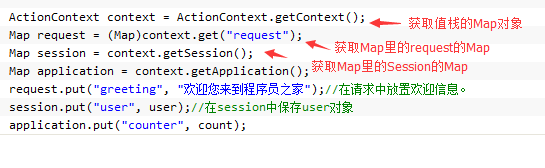 ActionContext context = ActionContext.getContext();
获取值栈的Map对象
Map request = (Map)context.get("request");
获取Map里的request的Map
Map session = context.getSession();
获取Map里的Session的Map
Map application = context.getApplication();
request.put("greeting", "欢迎您来到程序员之家");//在请求中放置欢迎信息。
session.put("user", user);//在session中保存user对象
application.put("counter", count);